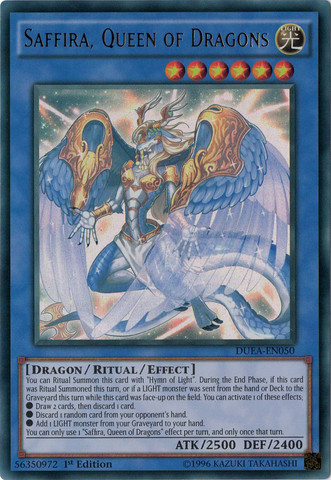 Saffira, Queen of Dragons
LIGHT
光
DUEA-EN050
[Dragon / Ritual / Effect]
You can Ritual Summon this card with "Hymn of Light". During the End Phase, if this card
was Ritual Summoned this turn, or if a LIGHT monster was sent from the hand or Deck to the
Graveyard this turn while this card was face-up on the field: You can activate 1 of these effects;
● Draw 2 cards, then discard 1 card.
● Discard 1 random card from your opponent's hand.
● Add 1 LIGHT monster from your Graveyard to your hand.
You can only use 1 "Saffira, Queen of Dragons" effect per turn, and only once that turn.
ATK/2500 DEF/2400
56350972 1st Edition ©1996 KAZUKI TAKAHASHI